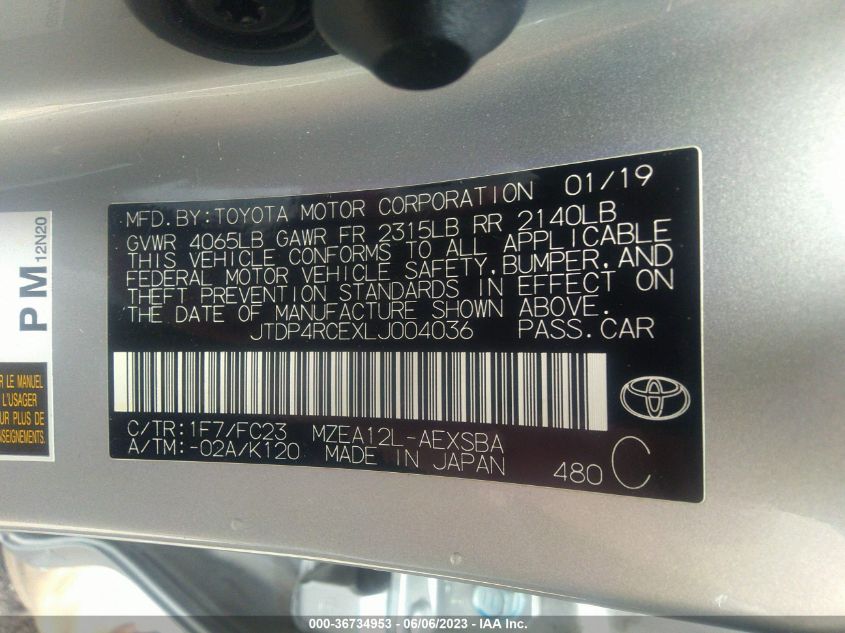 MFD. BY: TOYOTA MOTOR CORPORATION 01/19
GVWR 4065LB GAWR FR 2315LB RR 2140LB
THIS VEHICLE CONFORMS TO ALL APPLICABLE
FEDERAL MOTOR VEHICLE SAFETY, BUMPER, AND
THEFT PREVENTION STANDARDS IN EFFECT ON
THE DATE OF MANUFACTURE SHOWN ABOVE.
JTDP4RCEXLJ004036 PASS.CAR
C/TR: 1F7/FC23 MZEA12L-AEXSBA
A/TM: -02A/K120 MADE IN JAPAN 480 C
PM 12N20
R LE MANUEL
L'USAGER
POUR PLUS
SEIGNEMENTS
000-36734953 - 06/06/2023 - IAA Inc.